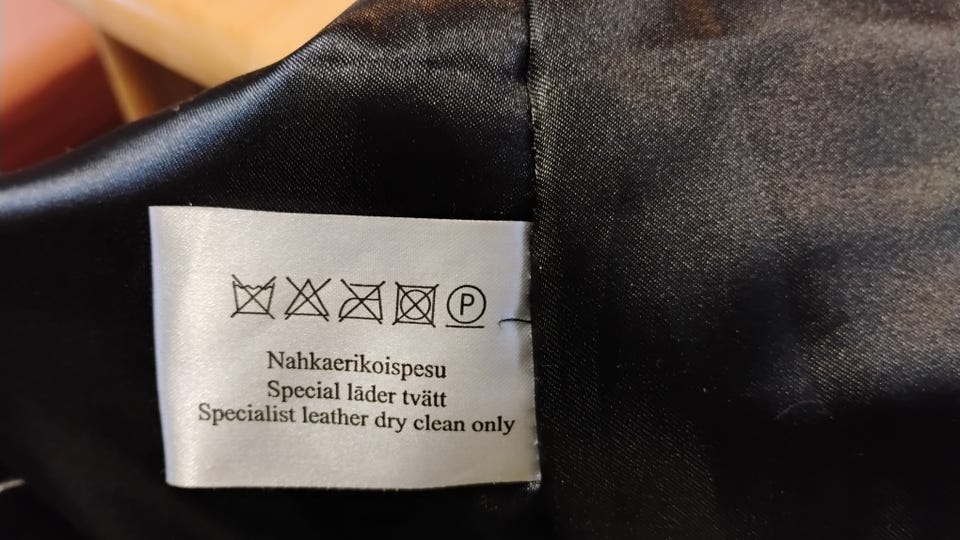 P
Nahkaerikoispesu
Special läder tvätt
Specialist leather dry clean only